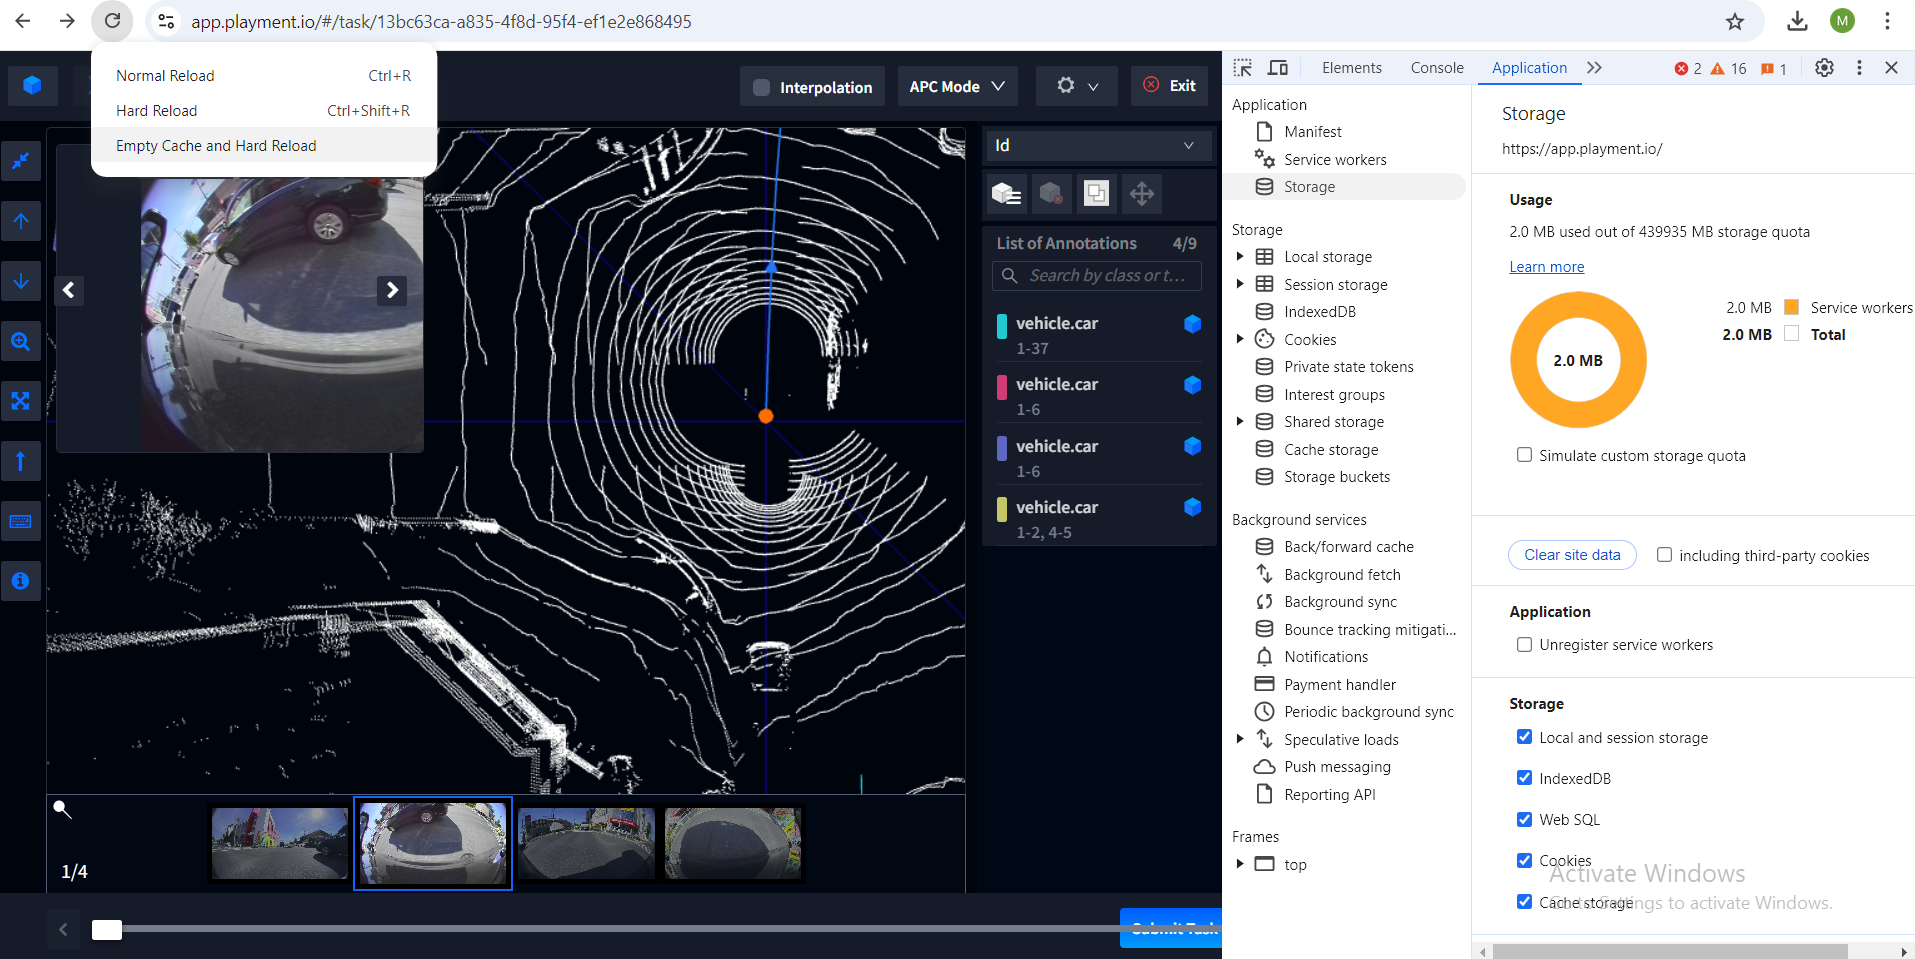 app.playment.io/#/task/13bc63ca-a835-4f8d-95f4-ef1e2e868495
M
Normal Reload Ctrl+R
Hard Reload Ctrl+Shift+R
Empty Cache and Hard Reload
Interpolation
APC Mode
Exit
Id
List of Annotations 4/9
Search by class or t...
vehicle.car
1-37
vehicle.car
1-6
vehicle.car
1-6
vehicle.car
1-2, 4-5
1/4
Submit Task
Elements Console Application 2 16 1
Application
Manifest
Service workers
Storage
Storage
Local storage
Session storage
IndexedDB
Cookies
Private state tokens
Interest groups
Shared storage
Cache storage
Storage buckets
Background services
Back/forward cache
Background fetch
Background sync
Bounce tracking mitigati...
Notifications
Payment handler
Periodic background sync
Speculative loads
Push messaging
Reporting API
Frames
top
Storage
https://app.playment.io/
Usage
2.0 MB used out of 439935 MB storage quota
Learn more
2.0 MB
2.0 MB Service workers
2.0 MB Total
Simulate custom storage quota
Clear site data including third-party cookies
Application
Unregister service workers
Storage
Local and session storage
IndexedDB
Web SQL
Cookies
Cache storage
Activate Windows
Go to Settings to activate Windows.